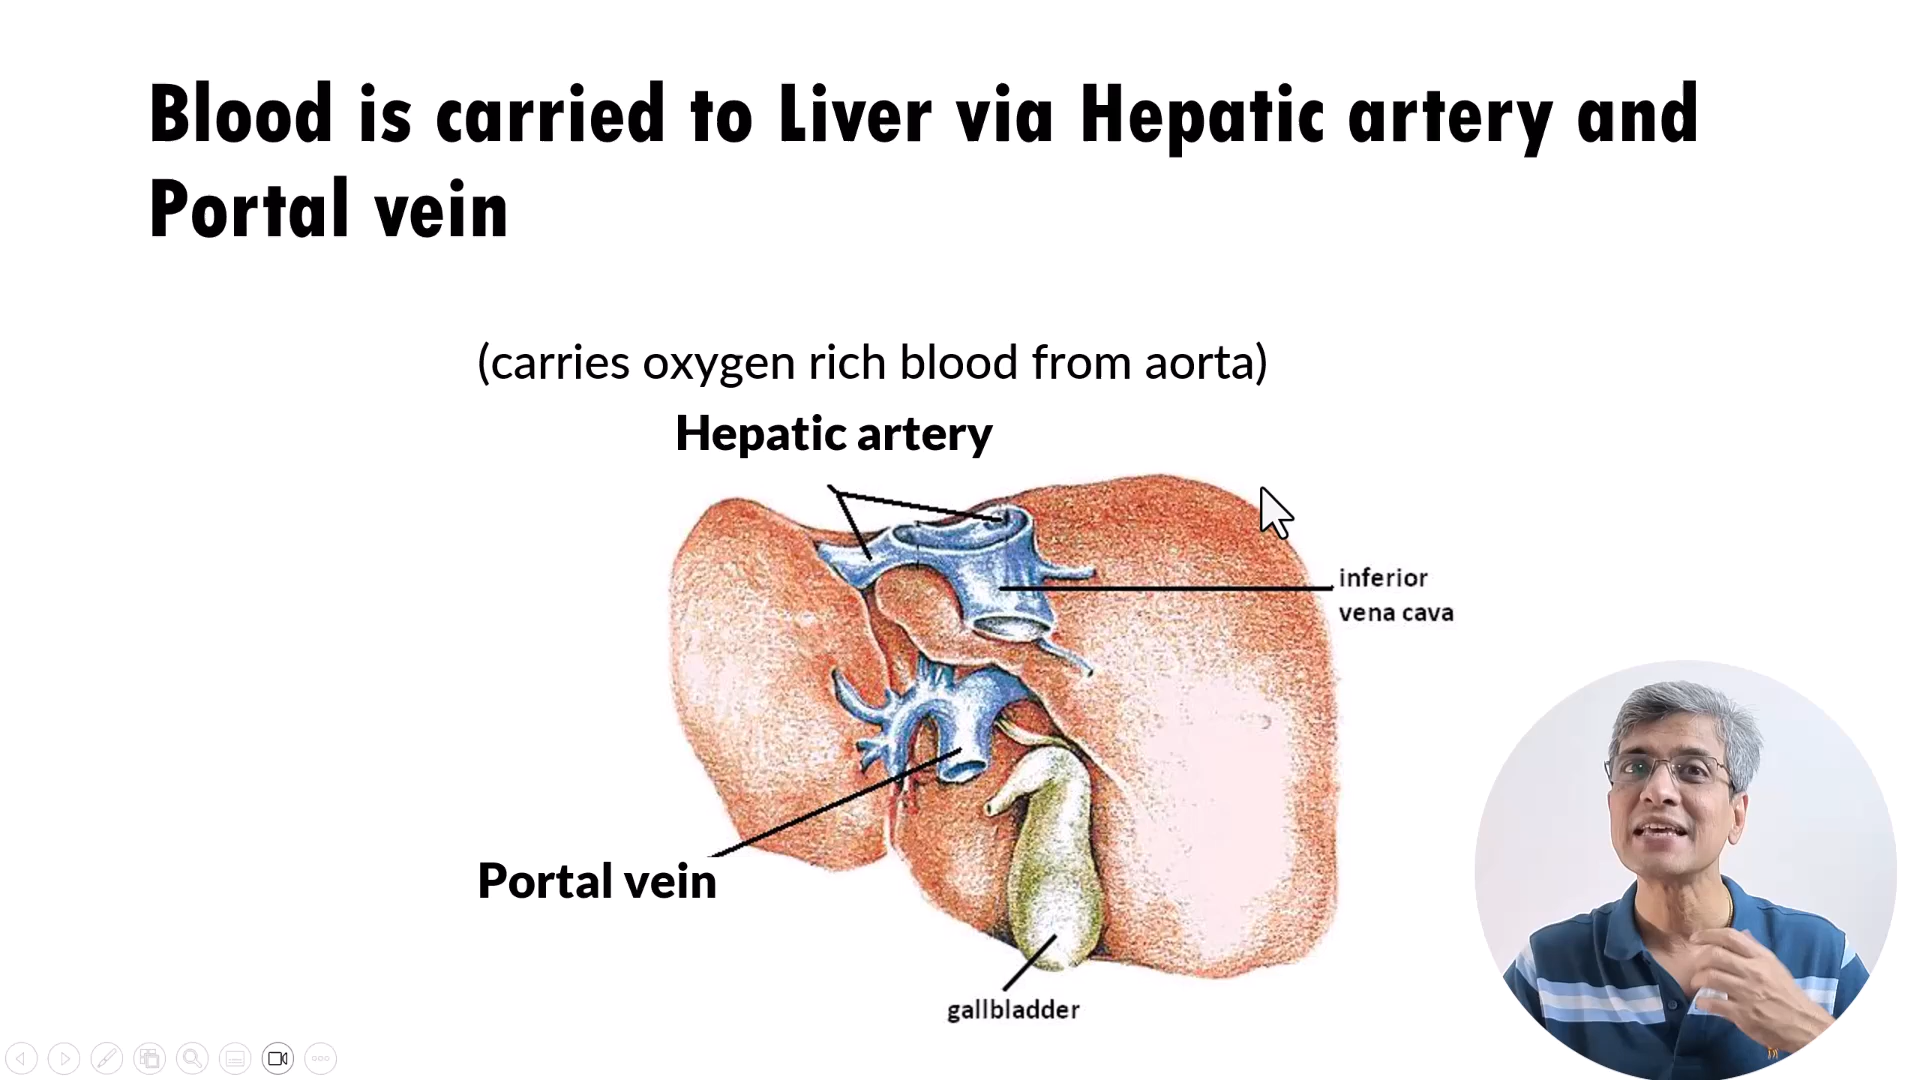 Blood is carried to Liver via Hepatic artery and
Portal vein
(carries oxygen rich blood from aorta)
Hepatic artery
inferior
vena cava
Portal vein
gallbladder